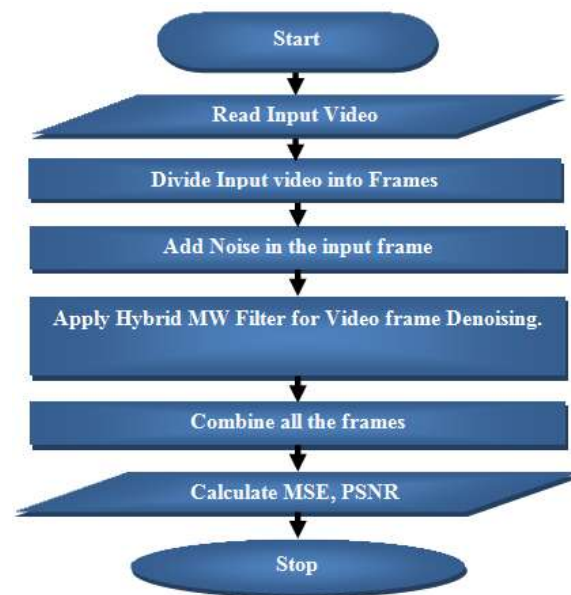 Start
Read Input Video
Divide Input video into Frames
Add Noise in the input frame
Apply Hybrid MW Filter for Video frame Denoising.
Combine all the frames
Calculate MSE, PSNR
Stop